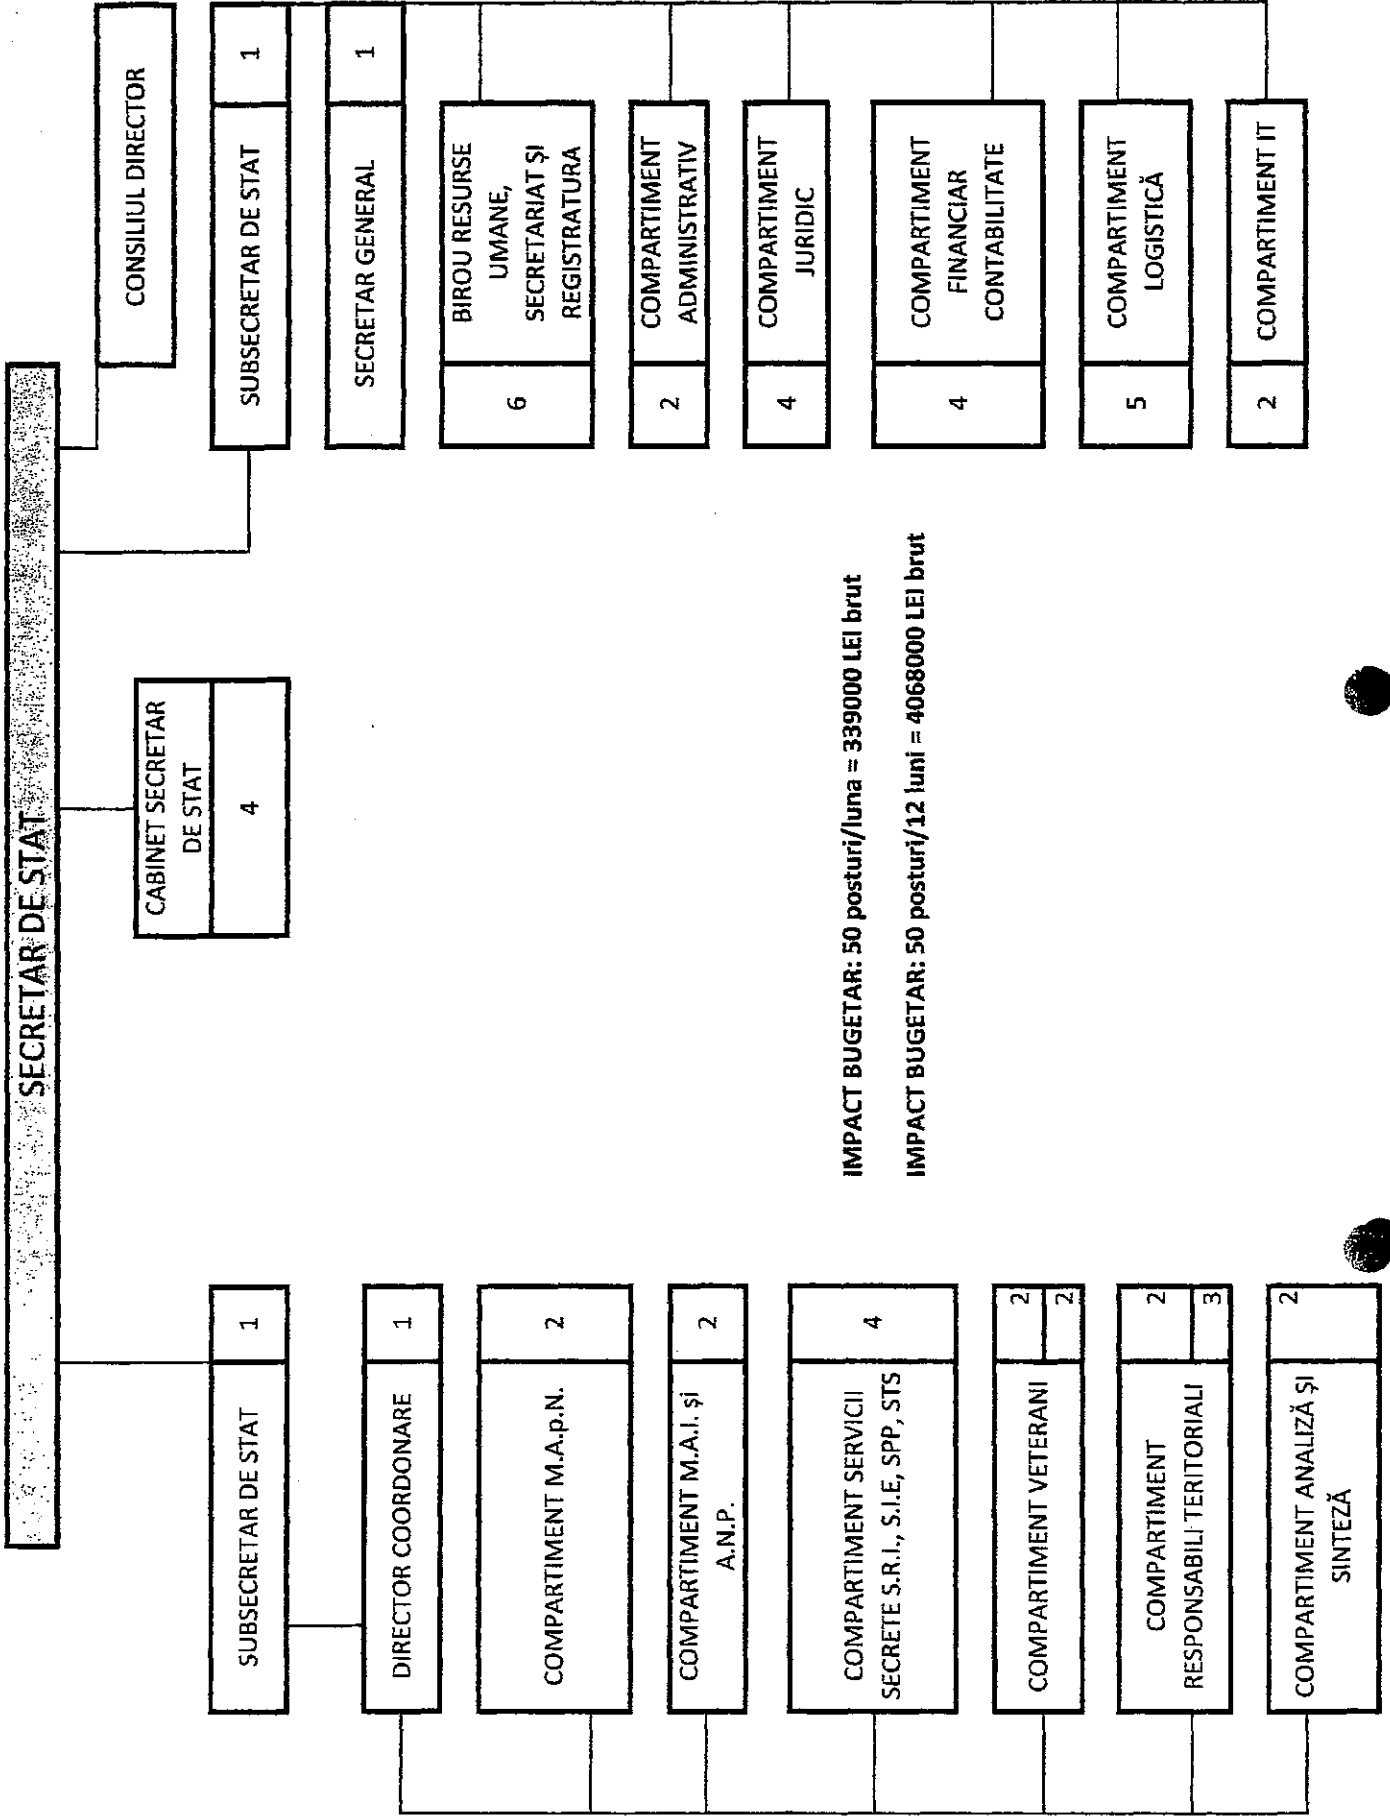 SECRETAR DE STAT
CONSILIUL DIRECTOR
CABINET SECRETAR
DE STAT
4
SUBSECRETAR DE STAT
1
DIRECTOR COORDONARE
1
COMPARTIMENT M.A.p.N.
2
COMPARTIMENT M.A.I. și
A.N.P.
2
COMPARTIMENT SERVICII
SECRETE S.R.I., S.I.E, SPP, STS
4
COMPARTIMENT VETERANI
2
2
COMPARTIMENT
RESPONSABILI TERITORIALI
2
3
COMPARTIMENT ANALIZĂ ȘI
SINTEZĂ
2
IMPACT BUGETAR: 50 posturi/luna = 339000 LEI brut
IMPACT BUGETAR: 50 posturi/12 luni = 4068000 LEI brut
SUBSECRETAR DE STAT
1
SECRETAR GENERAL
1
6
BIROU RESURSE
UMANE,
SECRETARIAT ȘI
REGISTRATURA
2
COMPARTIMENT
ADMINISTRATIV
4
COMPARTIMENT
JURIDIC
4
COMPARTIMENT
FINANCIAR
CONTABILITATE
5
COMPARTIMENT
LOGISTICĂ
2
COMPARTIMENT IT